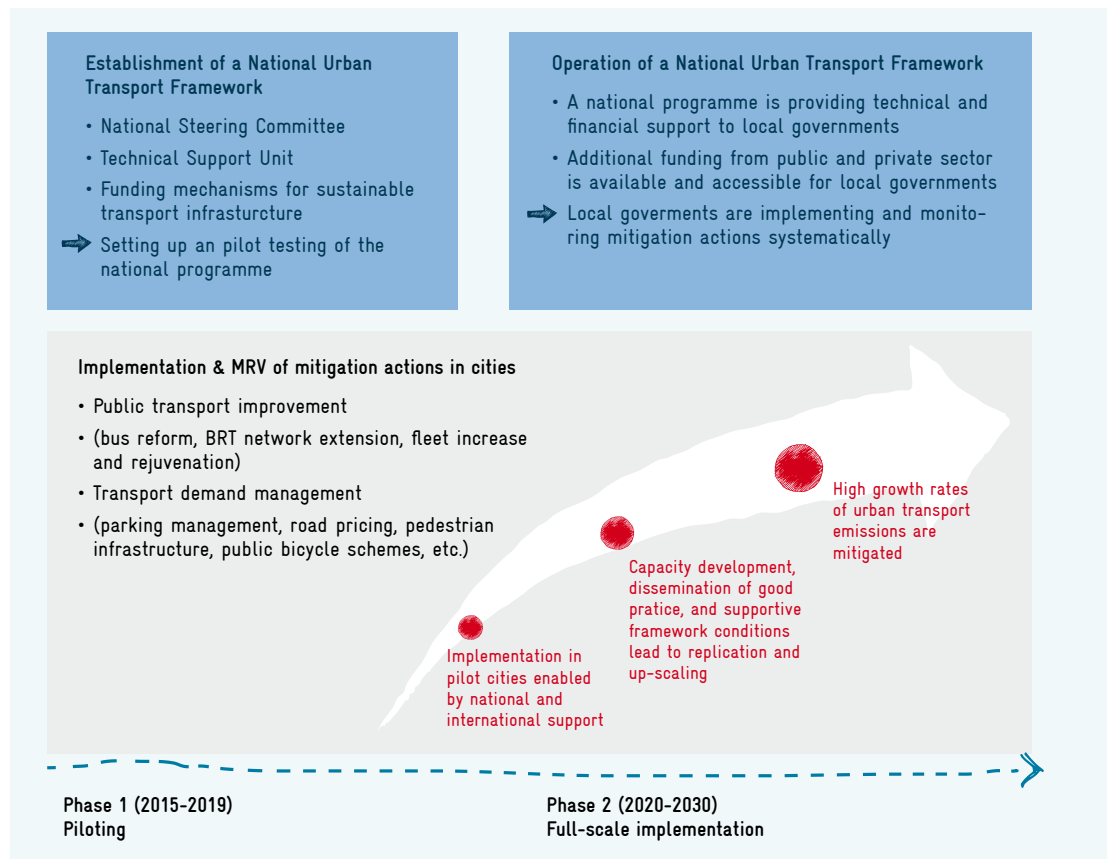 Establishment of a National Urban
Transport Framework
• National Steering Committee
• Technical Support Unit
• Funding mechanisms for sustainable
transport infrasturcture
Setting up an pilot testing of the
national programme
Operation of a National Urban Transport Framework
• A national programme is providing technical and
financial support to local governments
• Additional funding from public and private sector
is available and accessible for local governments
Local goverments are implementing and monito-
ring mitigation actions systematically
Implementation & MRV of mitigation actions in cities
• Public transport improvement
• (bus reform, BRT network extension, fleet increase
and rejuvenation)
• Transport demand management
• (parking management, road pricing, pedestrian
infrastructure, public bicycle schemes, etc.)
Implementation in
pilot cities enabled
by national and
international support
Capacity development,
dissemination of good
pratice, and supportive
framework conditions
lead to replication and
up-scaling
High growth rates
of urban transport
emissions are
mitigated
Phase 1 (2015-2019)
Piloting
Phase 2 (2020-2030)
Full-scale implementation